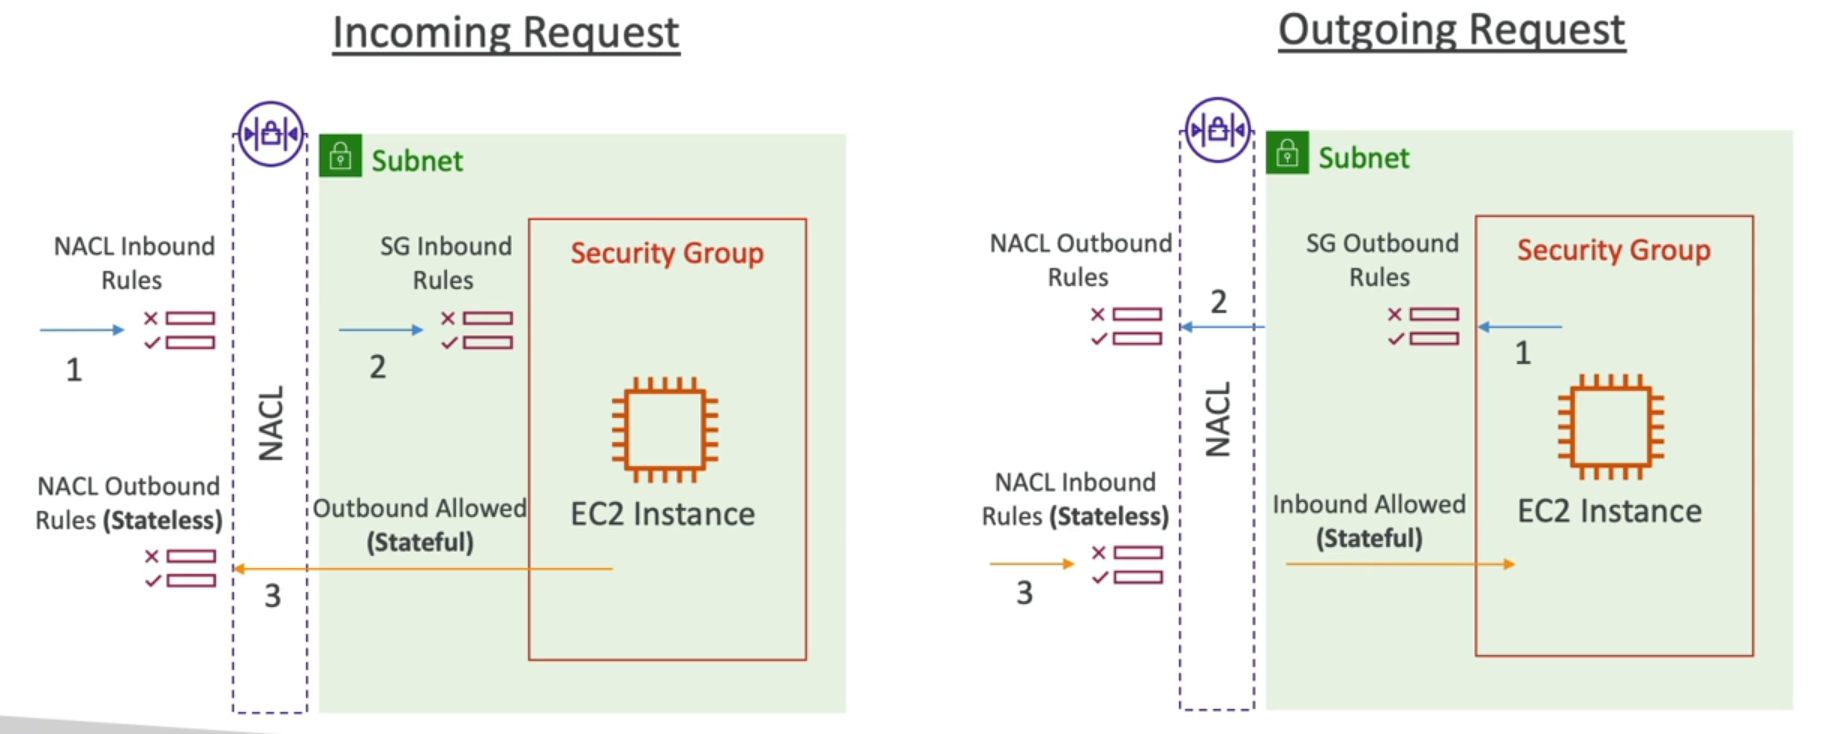 Incoming Request
Subnet
NACL Inbound
Rules
1
SG Inbound
Rules
2
Security Group
NACL
EC2 Instance
NACL Outbound
Rules (Stateless)
Outbound Allowed
(Stateful)
3
Outgoing Request
Subnet
NACL Outbound
Rules
2
SG Outbound
Rules
1
Security Group
NACL
EC2 Instance
NACL Inbound
Rules (Stateless)
3
Inbound Allowed
(Stateful)